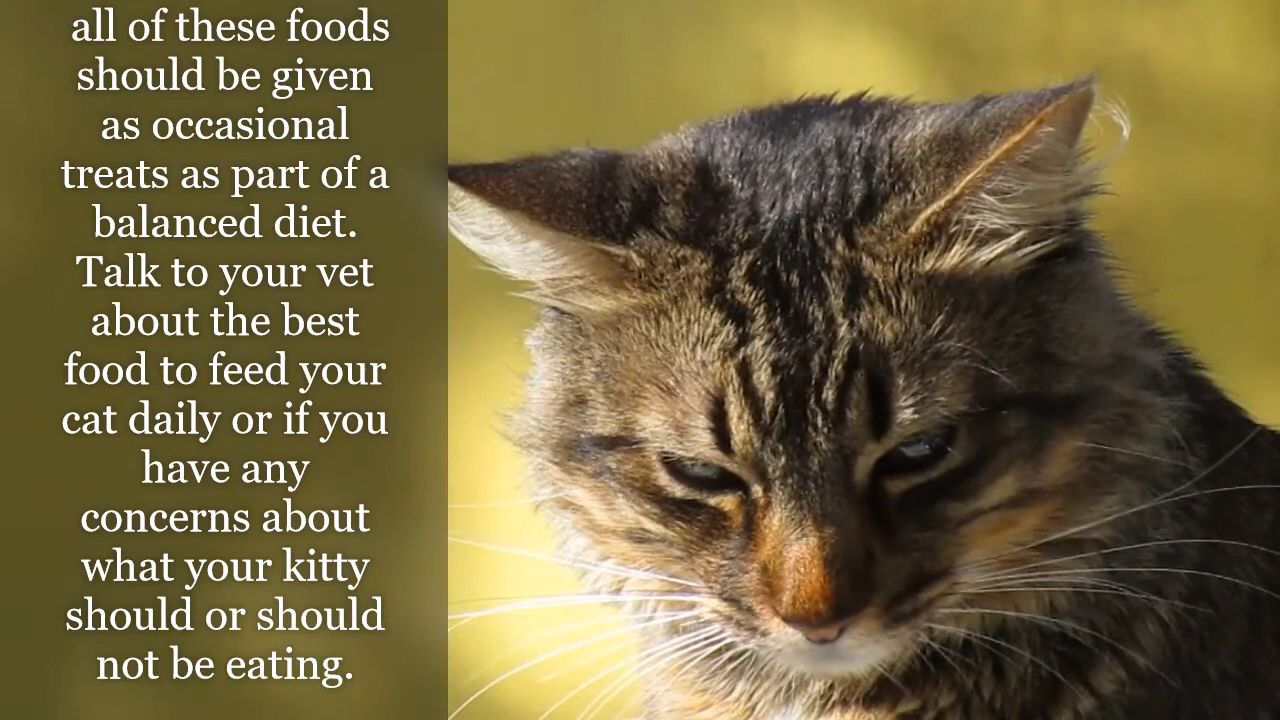 all of these foods
should be given
as occasional
treats as part of a
balanced diet.
Talk to your vet
about the best
food to feed your
cat daily or if you
have any
concerns about
what your kitty
should or should
not be eating.